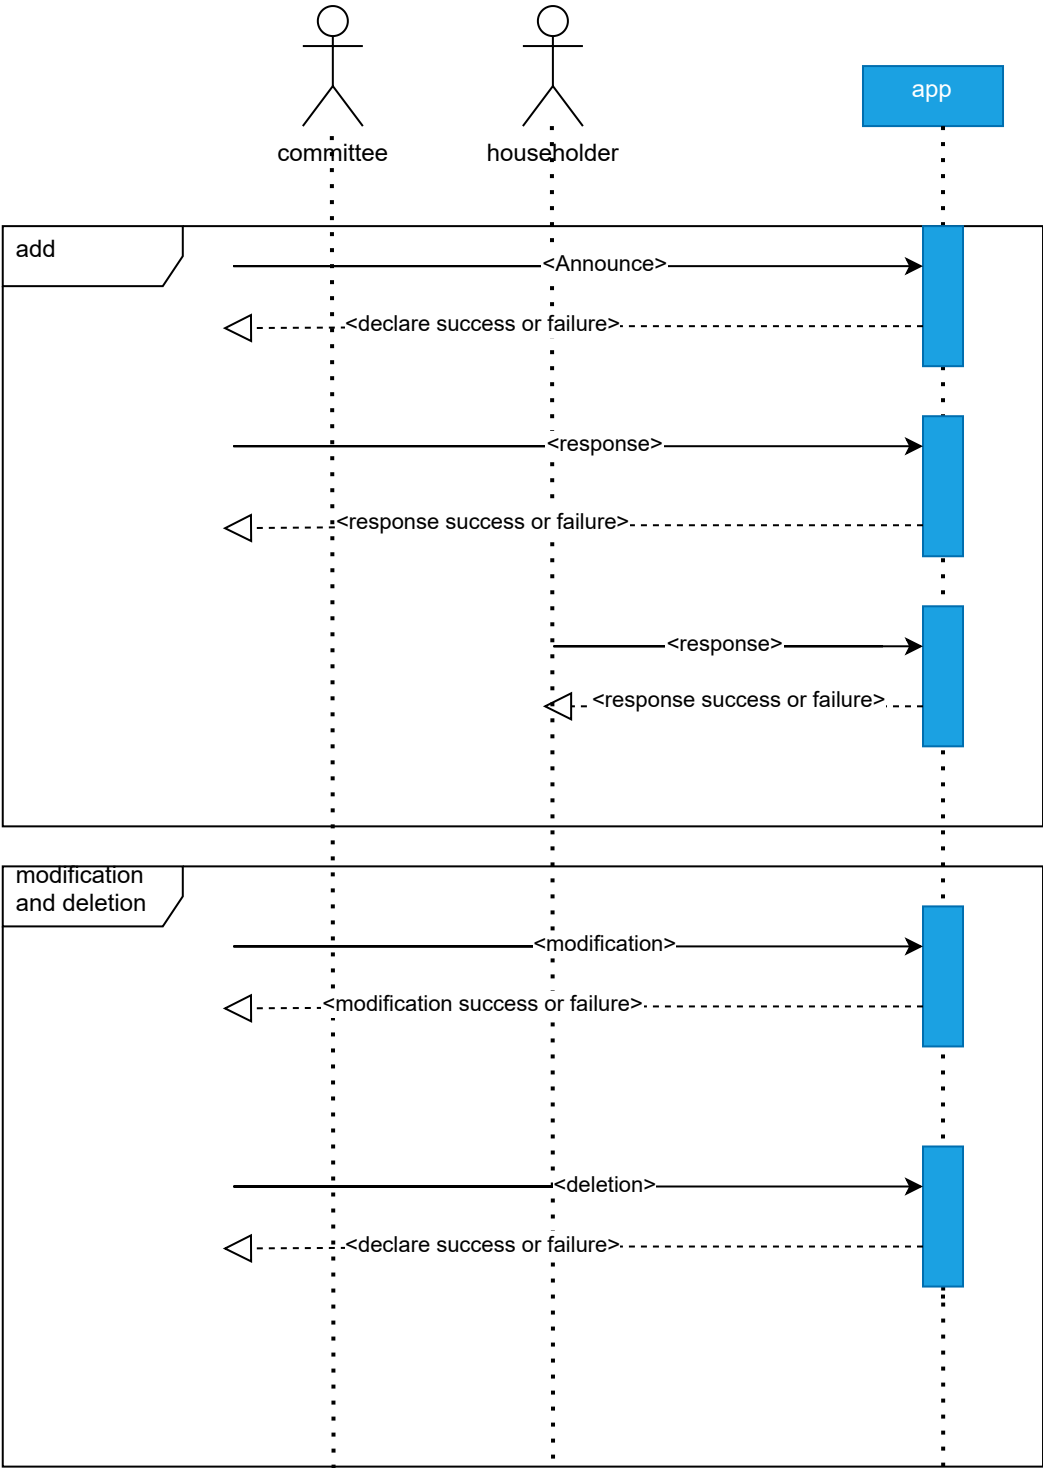 app
committee
householder
add
<Announce>
<declare success or failure>
<response>
<response success or failure>
<response>
<response success or failure>
modification
and deletion
<modification>
<modification success or failure>
<deletion>
<declare success or failure>